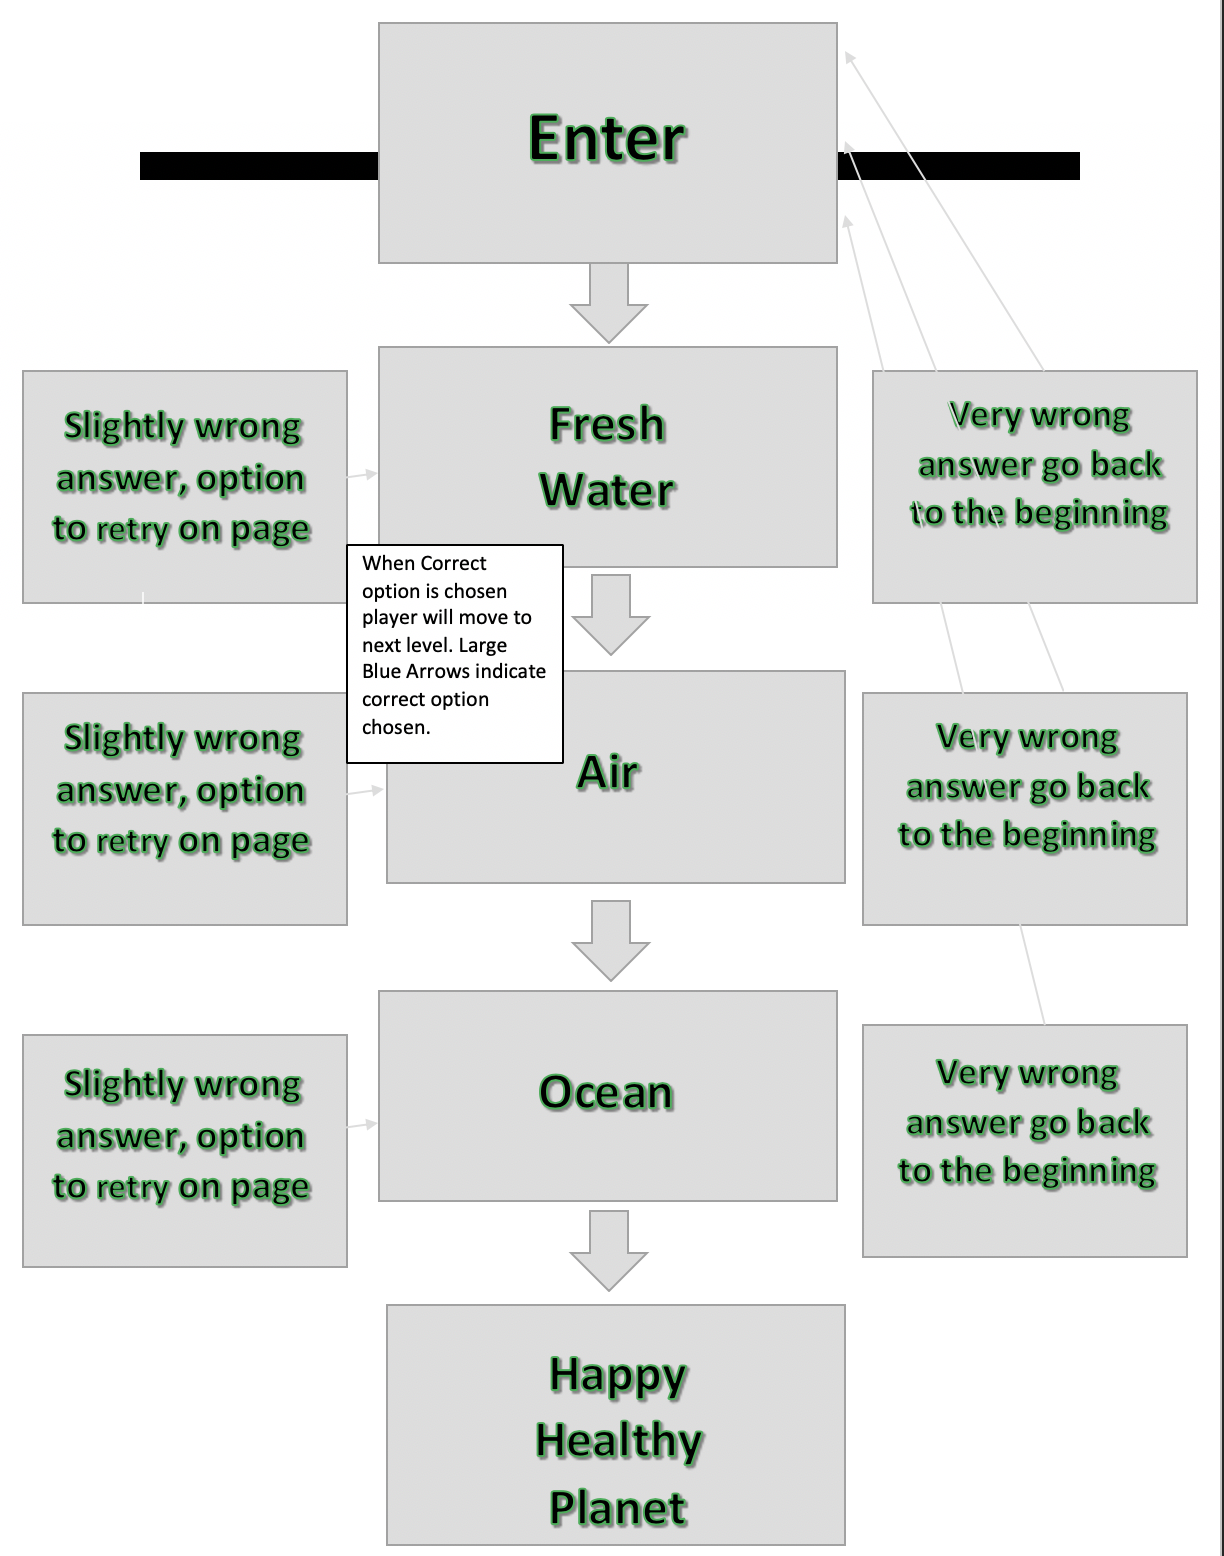 Enter
Fresh
Water
Slightly wrong
answer, option
to retry on page
Very wrong
answer go back
to the beginning
When Correct
option is chosen
player will move to
next level. Large
Blue Arrows indicate
correct option
chosen.
Slightly wrong
answer, option
to retry on page
Air
Very wrong
answer go back
to the beginning
Slightly wrong
answer, option
to retry on page
Ocean
Very wrong
answer go back
to the beginning
Happy
Healthy
Planet